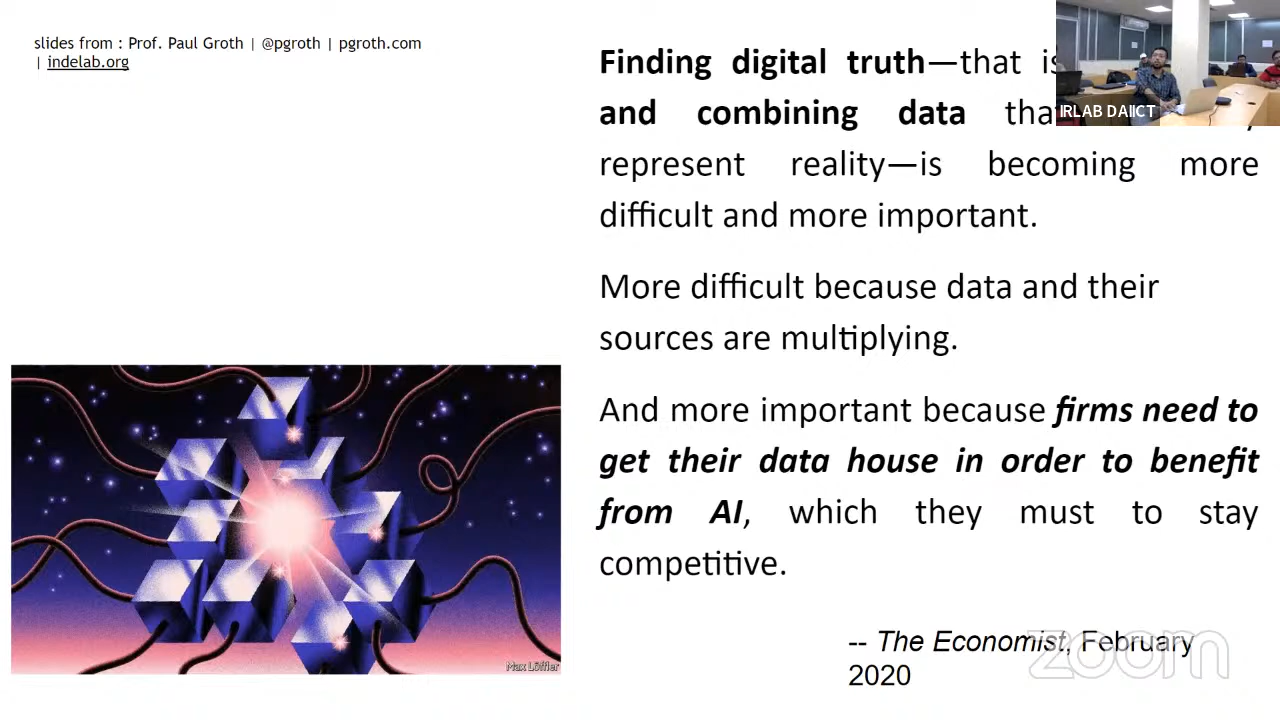 slides from : Prof. Paul Groth | @pgroth | pgroth.com
| indelab.org
Finding digital truth—that is
and combining data
represent reality—is becoming more
difficult and more important.
More difficult because data and their
sources are multiplying.
And more important because firms need to
get their data house in order to benefit
from AI, which they must to stay
competitive.
-- The Economist, February
2020
IRLAB DAIICT
Max Löffler
zoom